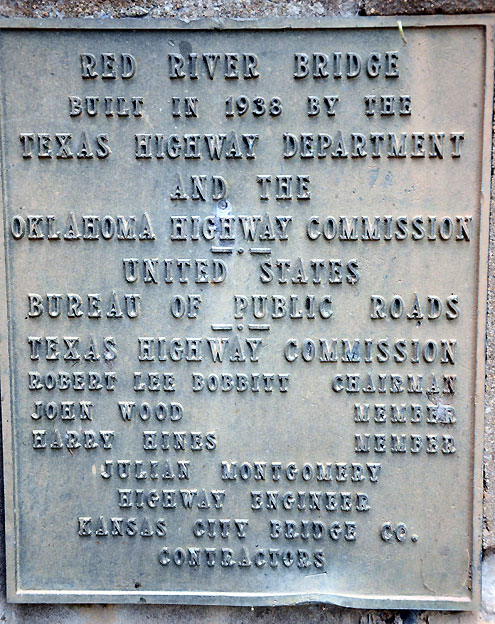 RED RIVER BRIDGE
BUILT IN 1938 BY THE
TEXAS HIGHWAY DEPARTMENT
AND THE
OKLAHOMA HIGHWAY COMMISSION
UNITED STATES
BUREAU OF PUBLIC ROADS
TEXAS HIGHWAY COMMISSION
ROBERT LEE BOBBITT CHAIRMAN
JOHN WOOD MEMBER
HARRY HINES MEMBER
JULIAN MONTGOMERY
HIGHWAY ENGINEER
KANSAS CITY BRIDGE CO.
CONTRACTORS